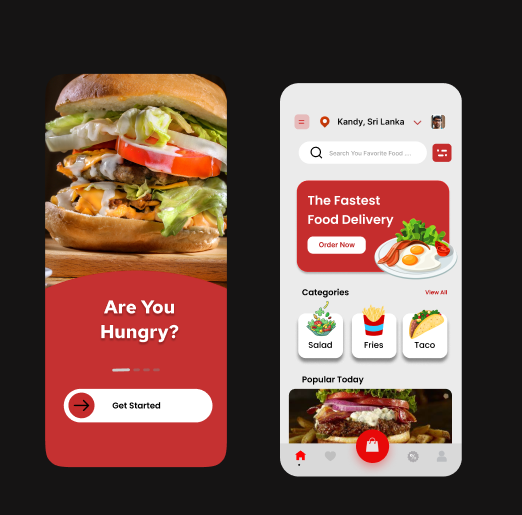 Are You
Hungry?
Get Started
Kandy, Sri Lanka
Search You Favorite Food ....
The Fastest
Food Delivery
Order Now
Categories
View All
Salad
Fries
Taco
Popular Today